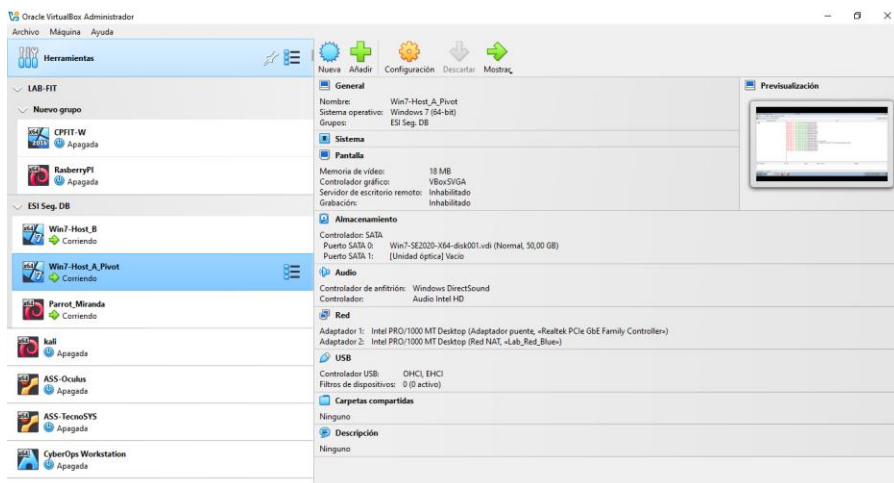 Oracle VirtualBox Administrador
Archivo Máquina Ayuda
Herramientas
LAB-FIT
Nuevo grupo
CPFIT-W
Apagada
RasberryPI
Apagada
ESI Seg. DB
Win7-Host_B
Corriendo
Win7-Host_A_Pivot
Corriendo
Parrot_Miranda
Corriendo
kali
Apagada
ASS-Oculus
Apagada
ASS-TecnoSYS
Apagada
CyberOps Workstation
Apagada
Nueva Añadir Configuración Descartar Mostrar
General
Nombre: Win7-Host_A_Pivot
Sistema operativo: Windows 7 (64-bit)
Grupos: ESI Seg. DB
Sistema
Pantalla
Memoria de vídeo: 18 MB
Controlador gráfico: VBoxSVGA
Servidor de escritorio remoto: Inhabilitado
Grabación: Inhabilitado
Almacenamiento
Controlador: SATA
Puerto SATA 0: Win7-SE2020-X64-disk001.vdi (Normal, 50,00 GB)
Puerto SATA 1: [Unidad óptica] Vacío
Audio
Controlador de anfitrión: Windows DirectSound
Controlador: Audio Intel HD
Red
Adaptador 1: Intel PRO/1000 MT Desktop (Adaptador puente, «Realtek PCIe GbE Family Controller»)
Adaptador 2: Intel PRO/1000 MT Desktop (Red NAT, «Lab_Red_Blue»)
USB
Controlador USB: OHCI, EHCI
Filtros de dispositivos: 0 (0 activo)
Carpetas compartidas
Ninguno
Descripción
Ninguno
Previsualización